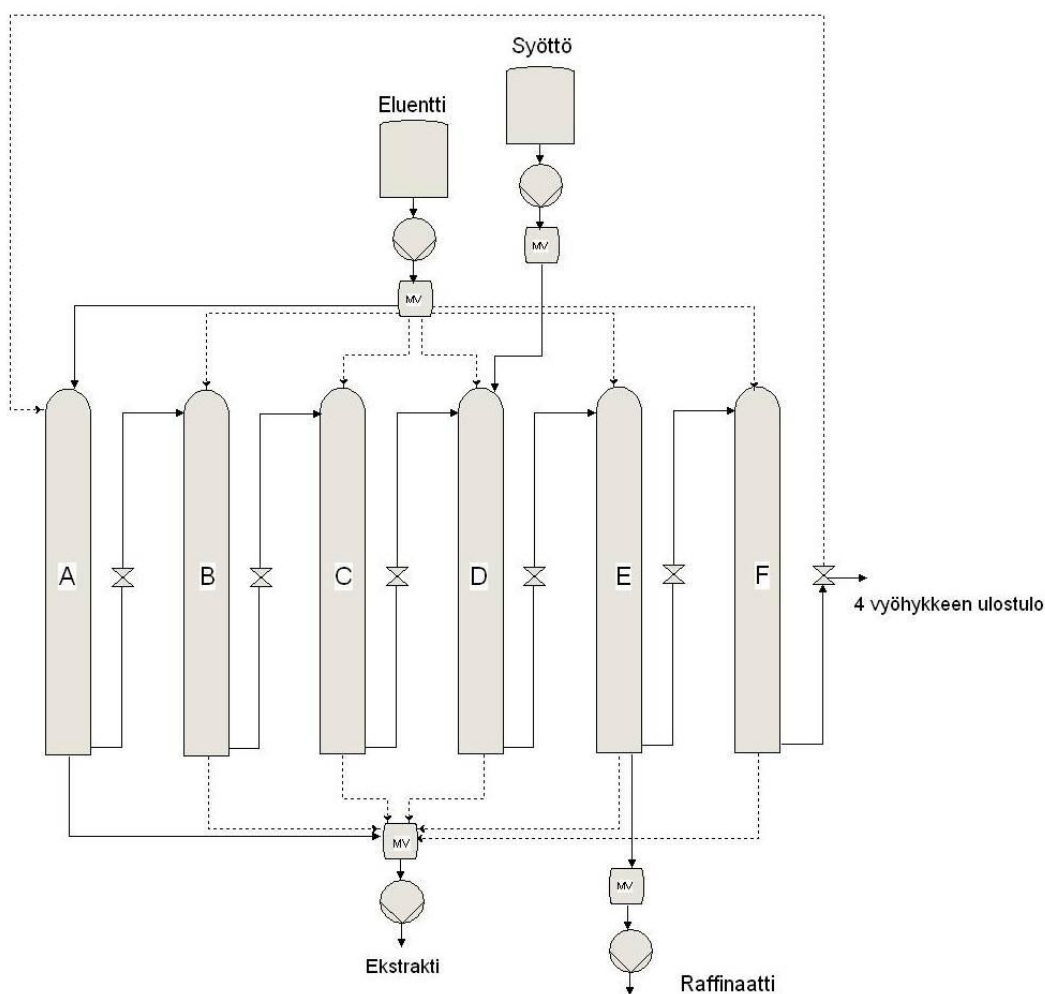 Syöttö
Eluentti
MV
MV
A
B
C
D
E
F
4 vyöhykkeen ulostulo
MV
MV
Ekstrakti
Raffinaatti